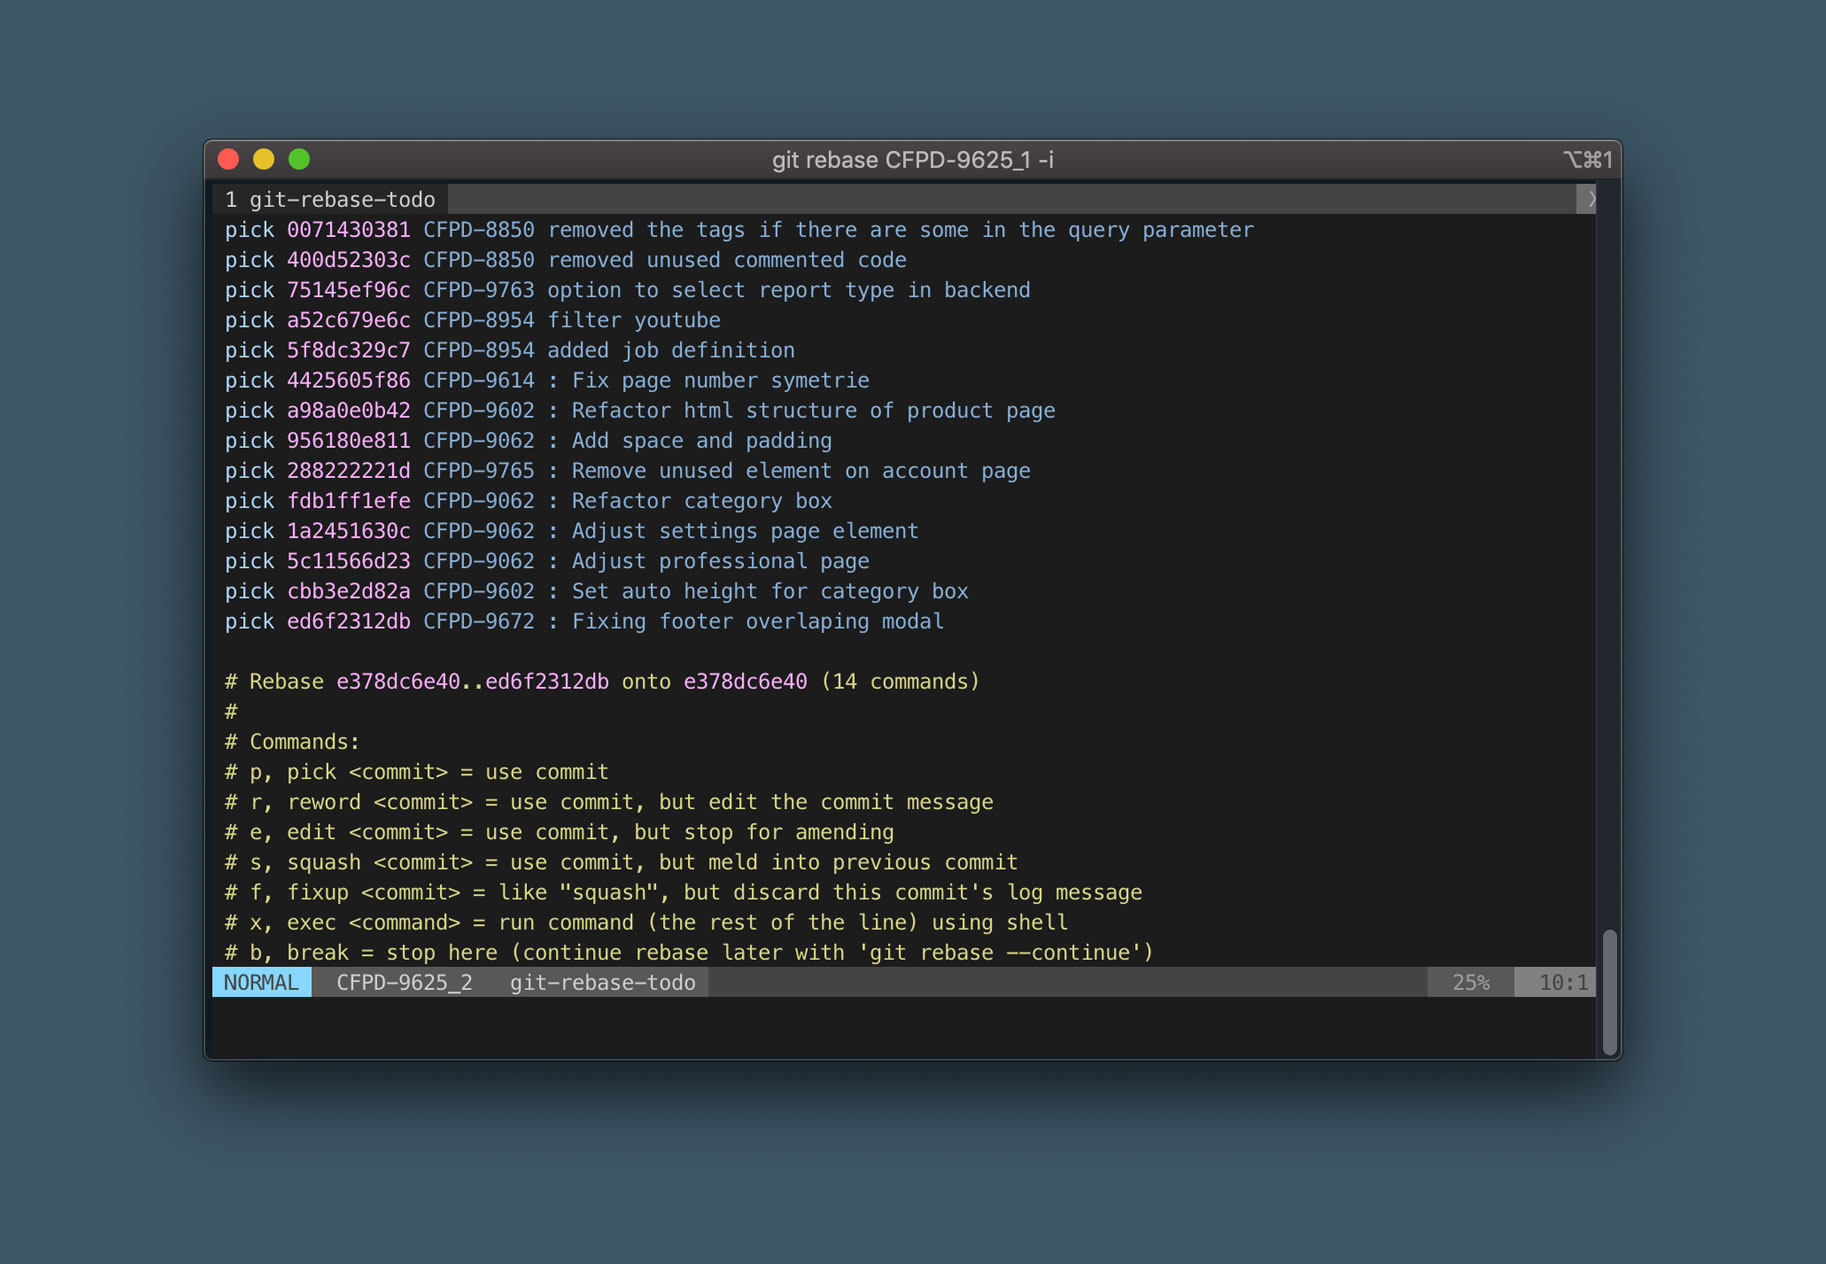 git rebase CFPD-9625_1 -i ⌥⌘1
1 git-rebase-todo X
pick 0071430381 CFPD-8850 removed the tags if there are some in the query parameter
pick 400d52303c CFPD-8850 removed unused commented code
pick 75145ef96c CFPD-9763 option to select report type in backend
pick a52c679e6c CFPD-8954 filter youtube
pick 5f8dc329c7 CFPD-8954 added job definition
pick 4425605f86 CFPD-9614 : Fix page number symetrie
pick a98a0e0b42 CFPD-9602 : Refactor html structure of product page
pick 956180e811 CFPD-9062 : Add space and padding
pick 288222221d CFPD-9765 : Remove unused element on account page
pick fdb1ff1efe CFPD-9062 : Refactor category box
pick 1a2451630c CFPD-9062 : Adjust settings page element
pick 5c11566d23 CFPD-9062 : Adjust professional page
pick cbb3e2d82a CFPD-9602 : Set auto height for category box
pick ed6f2312db CFPD-9672 : Fixing footer overlaping modal
# Rebase e378dc6e40..ed6f2312db onto e378dc6e40 (14 commands)
#
# Commands:
# p, pick <commit> = use commit
# r, reword <commit> = use commit, but edit the commit message
# e, edit <commit> = use commit, but stop for amending
# s, squash <commit> = use commit, but meld into previous commit
# f, fixup <commit> = like "squash", but discard this commit's log message
# x, exec <command> = run command (the rest of the line) using shell
# b, break = stop here (continue rebase later with 'git rebase --continue')
NORMAL CFPD-9625_2 git-rebase-todo 25% 10:1